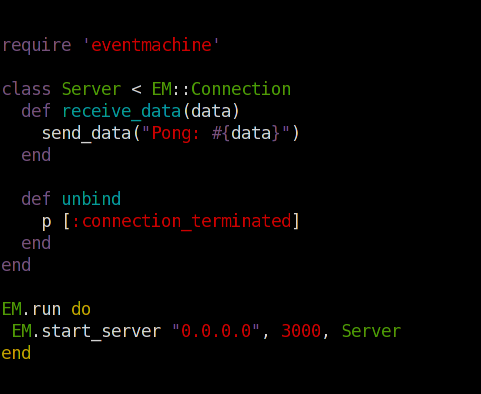 require 'eventmachine'
class Server < EM::Connection
def receive_data(data)
send_data("Pong: #{data}")
end
def unbind
p [:connection_terminated]
end
end
EM.run do
EM.start_server "0.0.0.0", 3000, Server
end